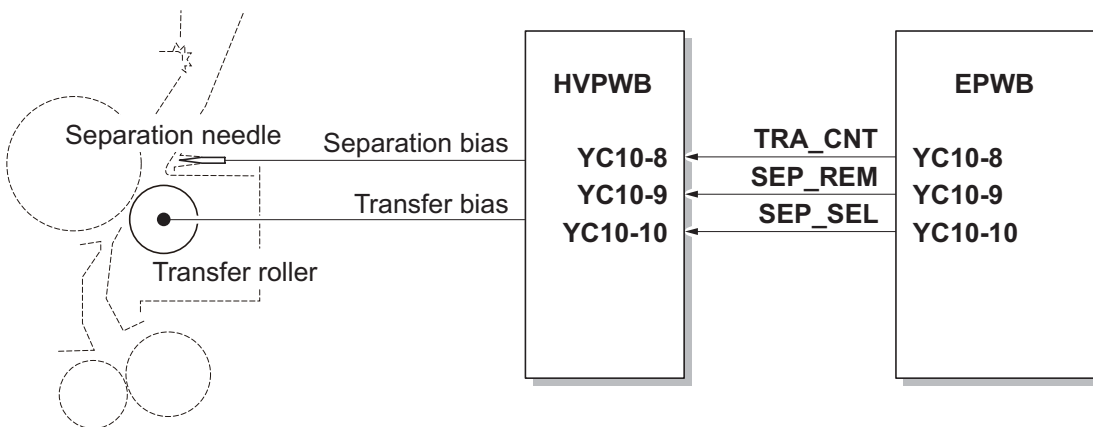 HVPWB
EPWB
Separation needle
Separation bias
TRA_CNT
YC10-8
YC10-8
SEP_REM
YC10-9
YC10-9
Transfer bias
SEP_SEL
YC10-10
YC10-10
Transfer roller